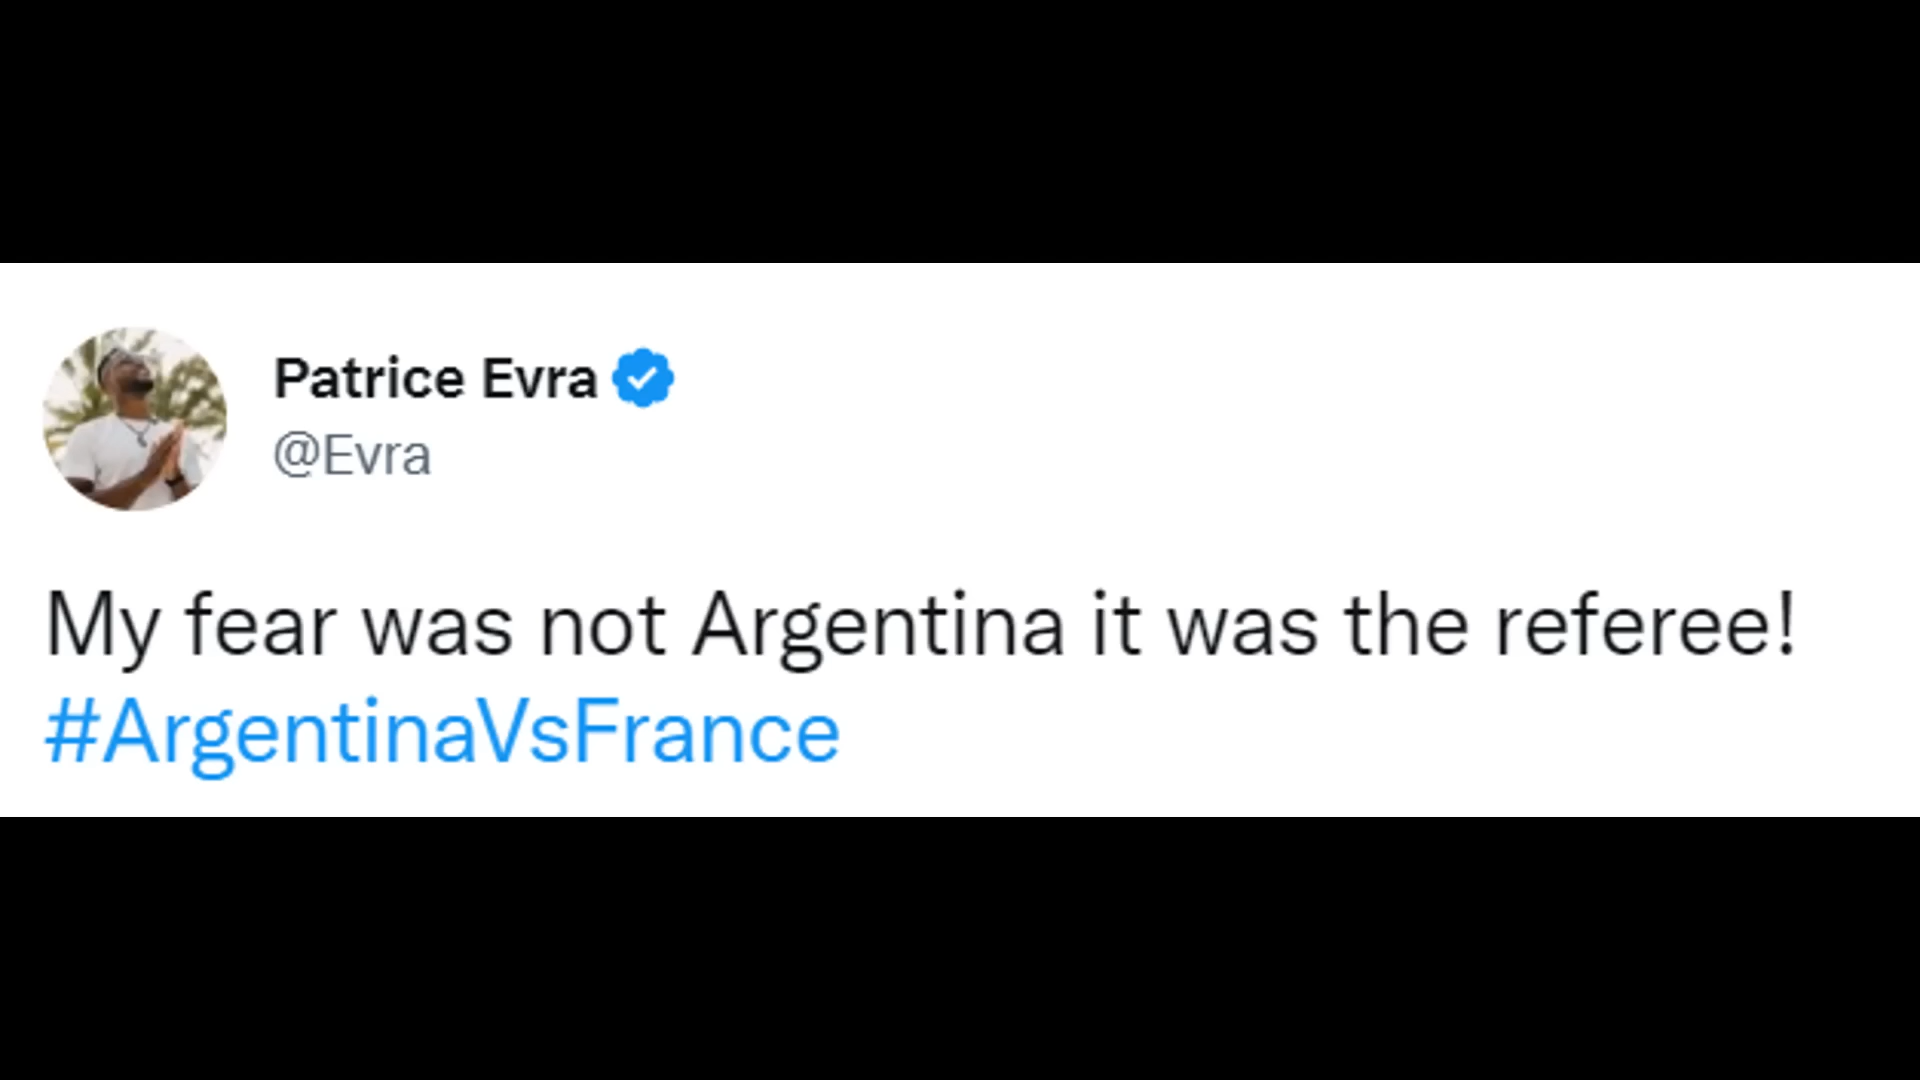 Patrice Evra
@Evra
My fear was not Argentina it was the referee!
#ArgentinaVsFrance